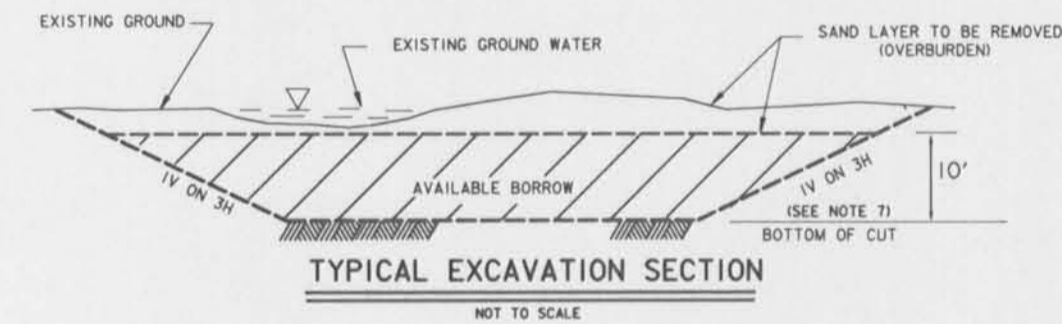 EXISTING GROUND
EXISTING GROUND WATER
SAND LAYER TO BE REMOVED
(OVERBURDEN)
1V ON 3H
AVAILABLE BORROW
1V ON 3H
10'
(SEE NOTE 7)
BOTTOM OF CUT
TYPICAL EXCAVATION SECTION
NOT TO SCALE